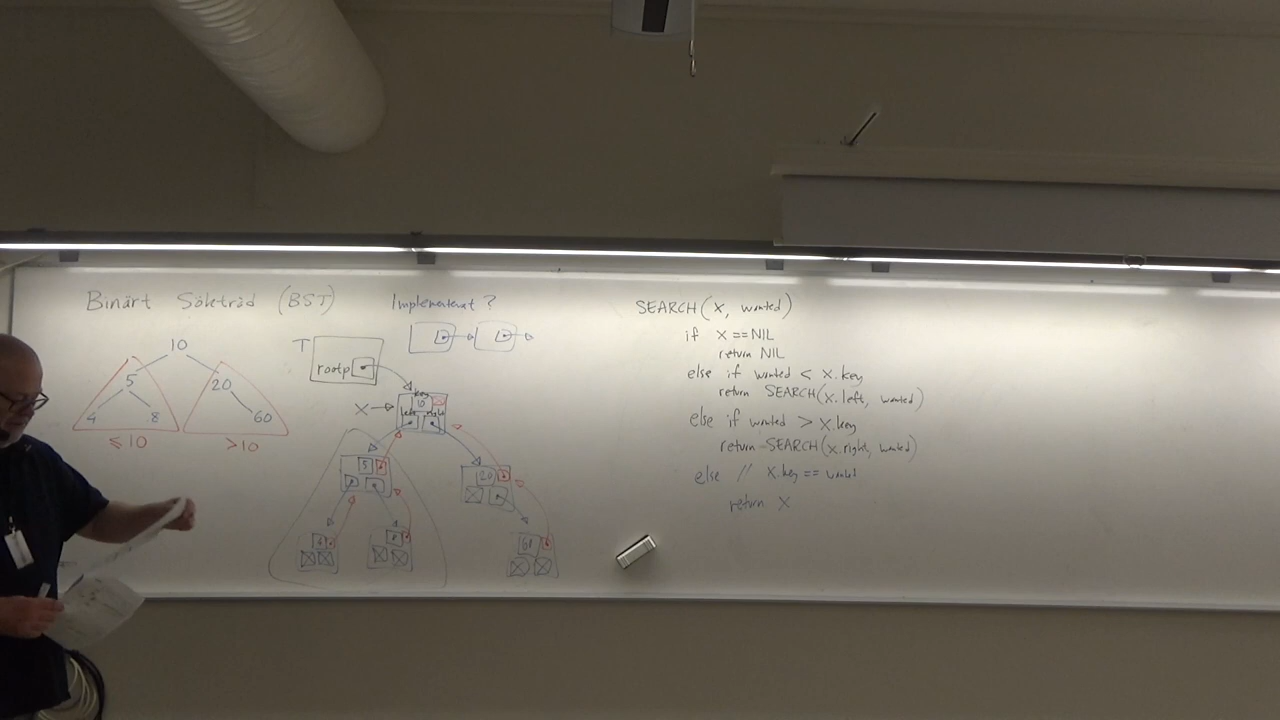 Binärt Sökträd (BST)
10
5
20
4
8
60
≤ 10
> 10
Implementerat?
T
rootp
X
key
10
left
right
5
20
4
8
60
SEARCH(x, wanted)
if x == NIL
return NIL
else if wanted < x.key
return SEARCH(x.left, wanted)
else if wanted > x.key
return SEARCH(x.right, wanted)
else // x.key == wanted
return x